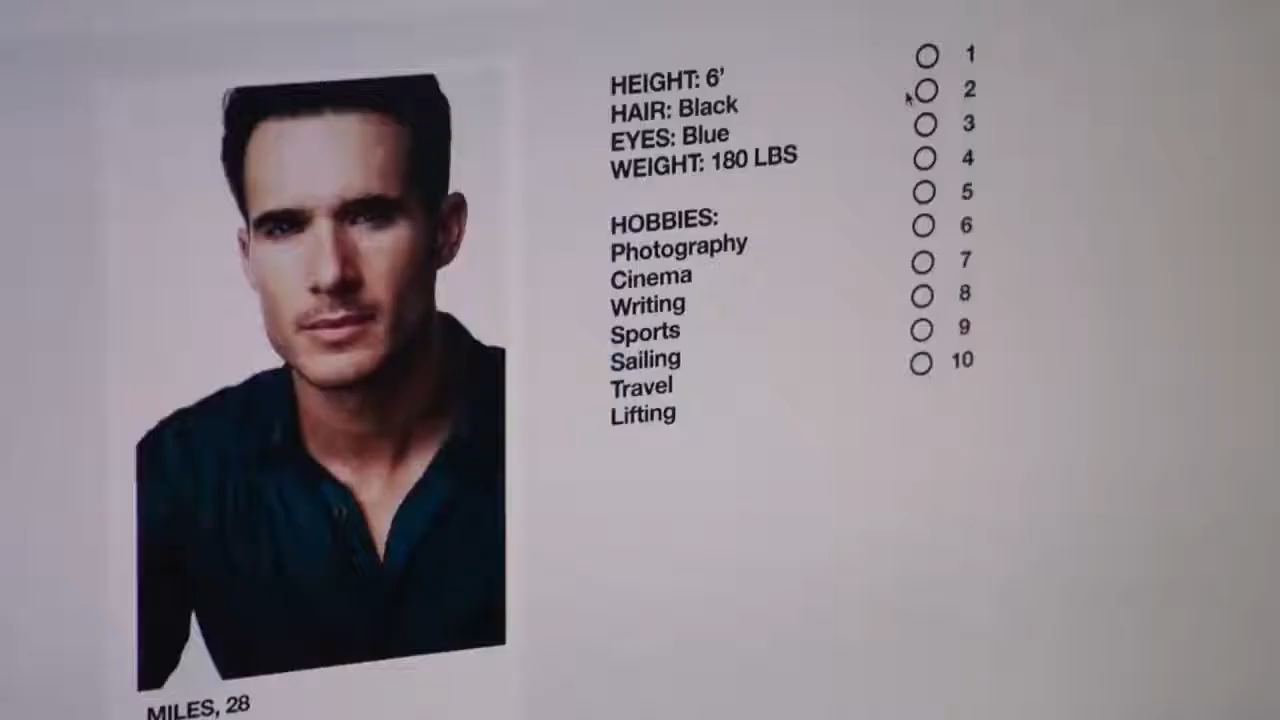 HEIGHT: 6'
HAIR: Black
EYES: Blue
WEIGHT: 180 LBS
HOBBIES:
Photography
Cinema
Writing
Sports
Sailing
Travel
Lifting
1
2
3
4
5
6
7
8
9
10
MILES, 28